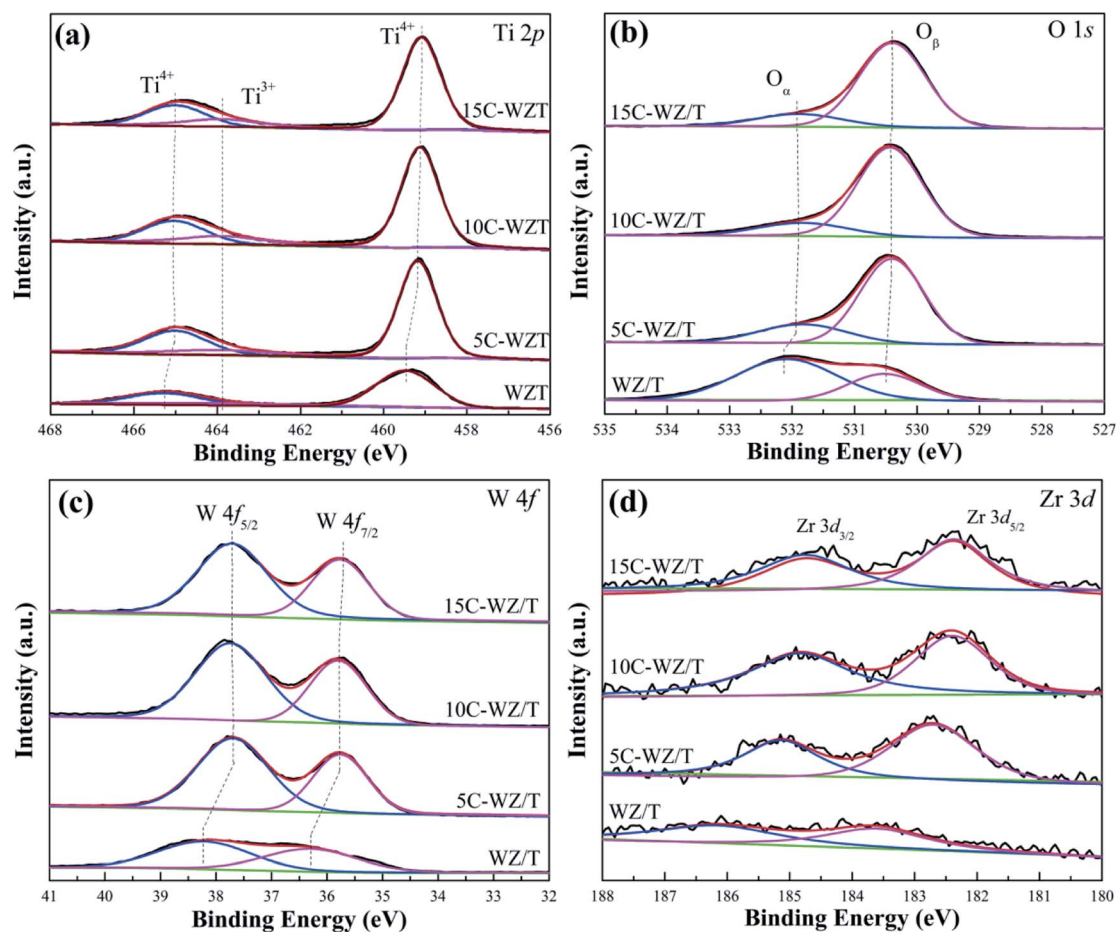 (a)
Ti 2p
Ti⁴⁺
Ti⁴⁺
Ti³⁺
15C-WZT
10C-WZT
5C-WZT
WZT
Intensity (a.u.)
468 466 464 462 460 458 456
Binding Energy (eV)
(b)
O 1s
Oβ
Oα
15C-WZ/T
10C-WZ/T
5C-WZ/T
WZ/T
Intensity (a.u.)
535 534 533 532 531 530 529 528 527
Binding Energy (eV)
(c)
W 4f
W 4f5/2 W 4f7/2
15C-WZ/T
10C-WZ/T
5C-WZ/T
WZ/T
Intensity (a.u.)
41 40 39 38 37 36 35 34 33 32
Binding Energy (eV)
(d)
Zr 3d
Zr 3d3/2 Zr 3d5/2
15C-WZ/T
10C-WZ/T
5C-WZ/T
WZ/T
Intensity (a.u.)
188 187 186 185 184 183 182 181 180
Binding Energy (eV)